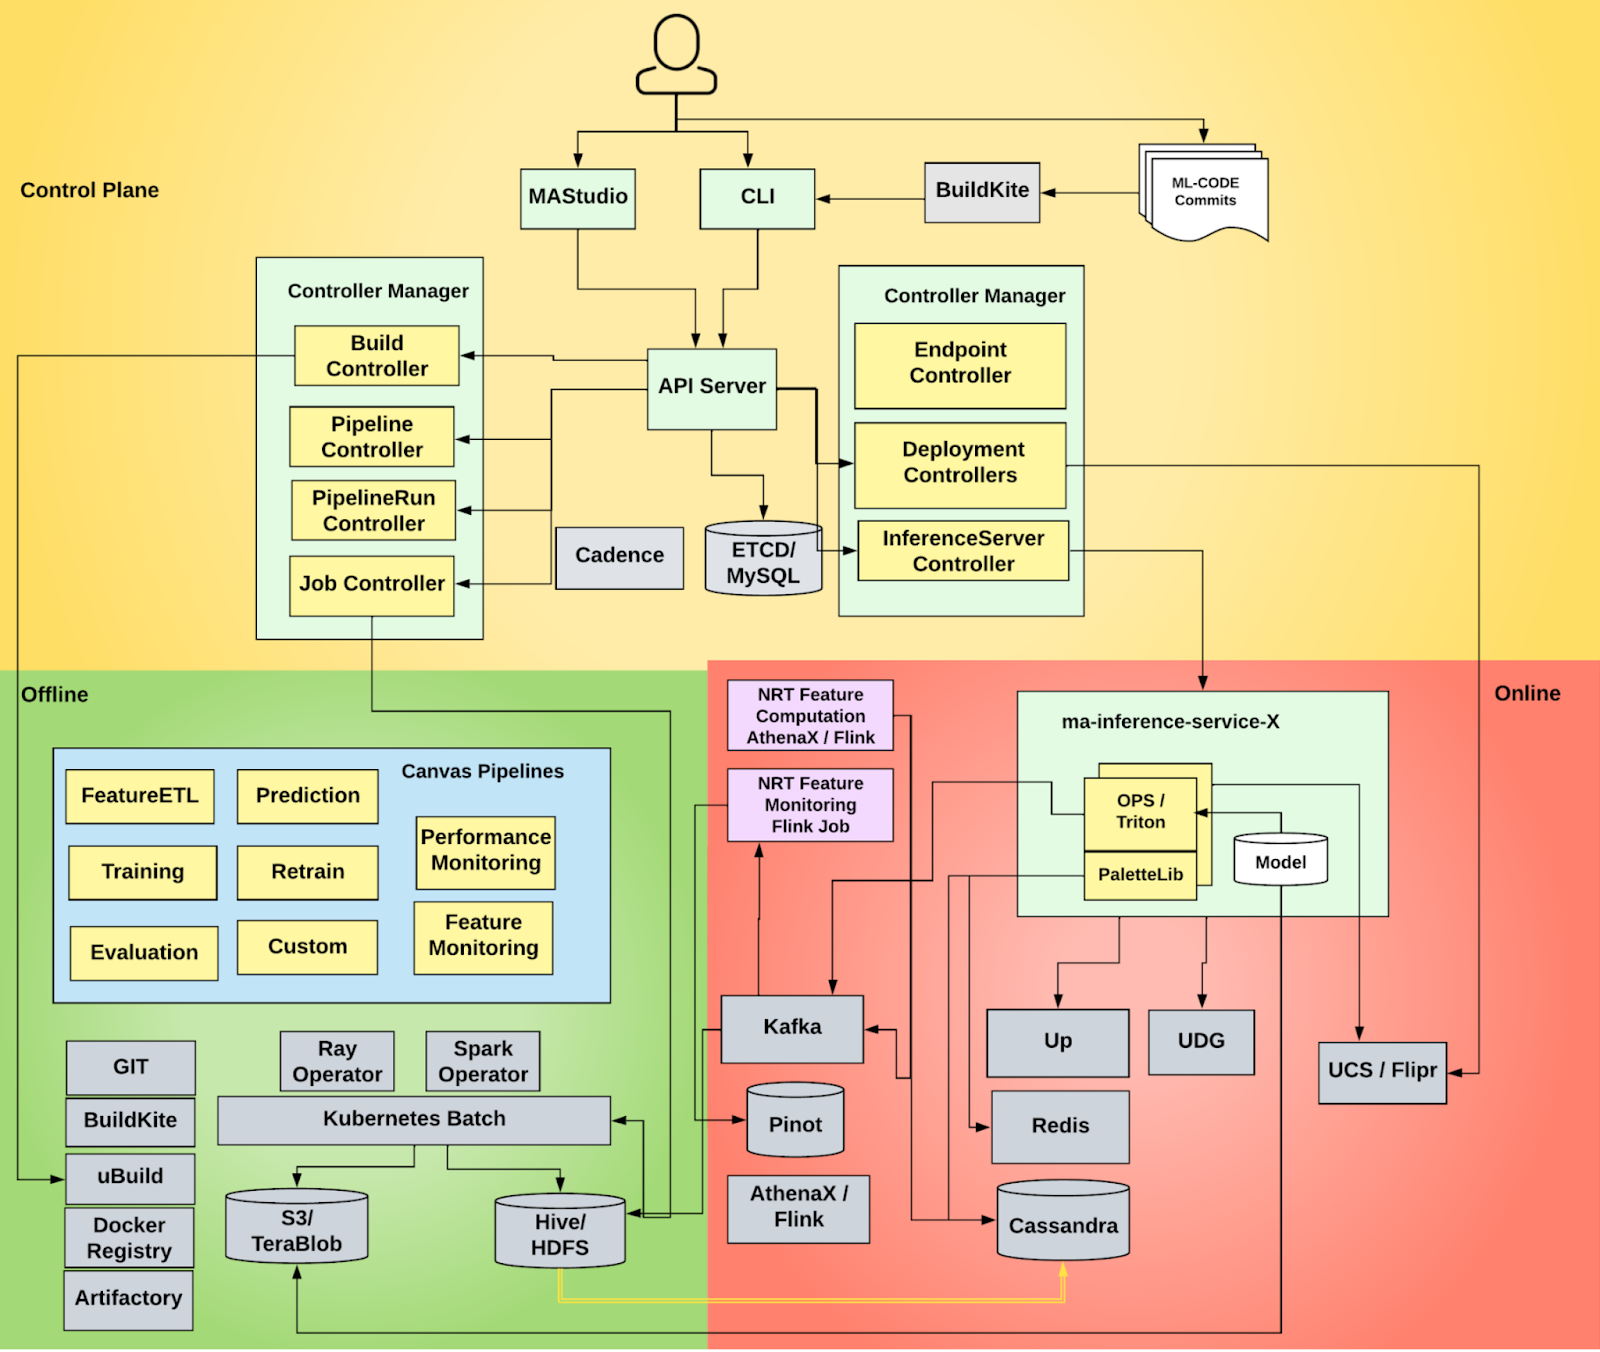 Control Plane
MAStudio
CLI
BuildKite
ML-CODE
Commits
Controller Manager
Build
Controller
Pipeline
Controller
PipelineRun
Controller
Job Controller
API Server
Cadence
ETCD/
MySQL
Controller Manager
Endpoint
Controller
Deployment
Controllers
InferenceServer
Controller
Offline
Canvas Pipelines
FeatureETL
Prediction
Training
Retrain
Evaluation
Custom
Performance
Monitoring
Feature
Monitoring
GIT
BuildKite
uBuild
Docker
Registry
Artifactory
Ray
Operator
Spark
Operator
Kubernetes Batch
S3/
TeraBlob
Hive/
HDFS
Online
NRT Feature
Computation
AthenaX / Flink
NRT Feature
Monitoring
Flink Job
ma-inference-service-X
OPS /
Triton
PaletteLib
Model
Kafka
Pinot
AthenaX /
Flink
Up
UDG
UCS / Flipr
Redis
Cassandra